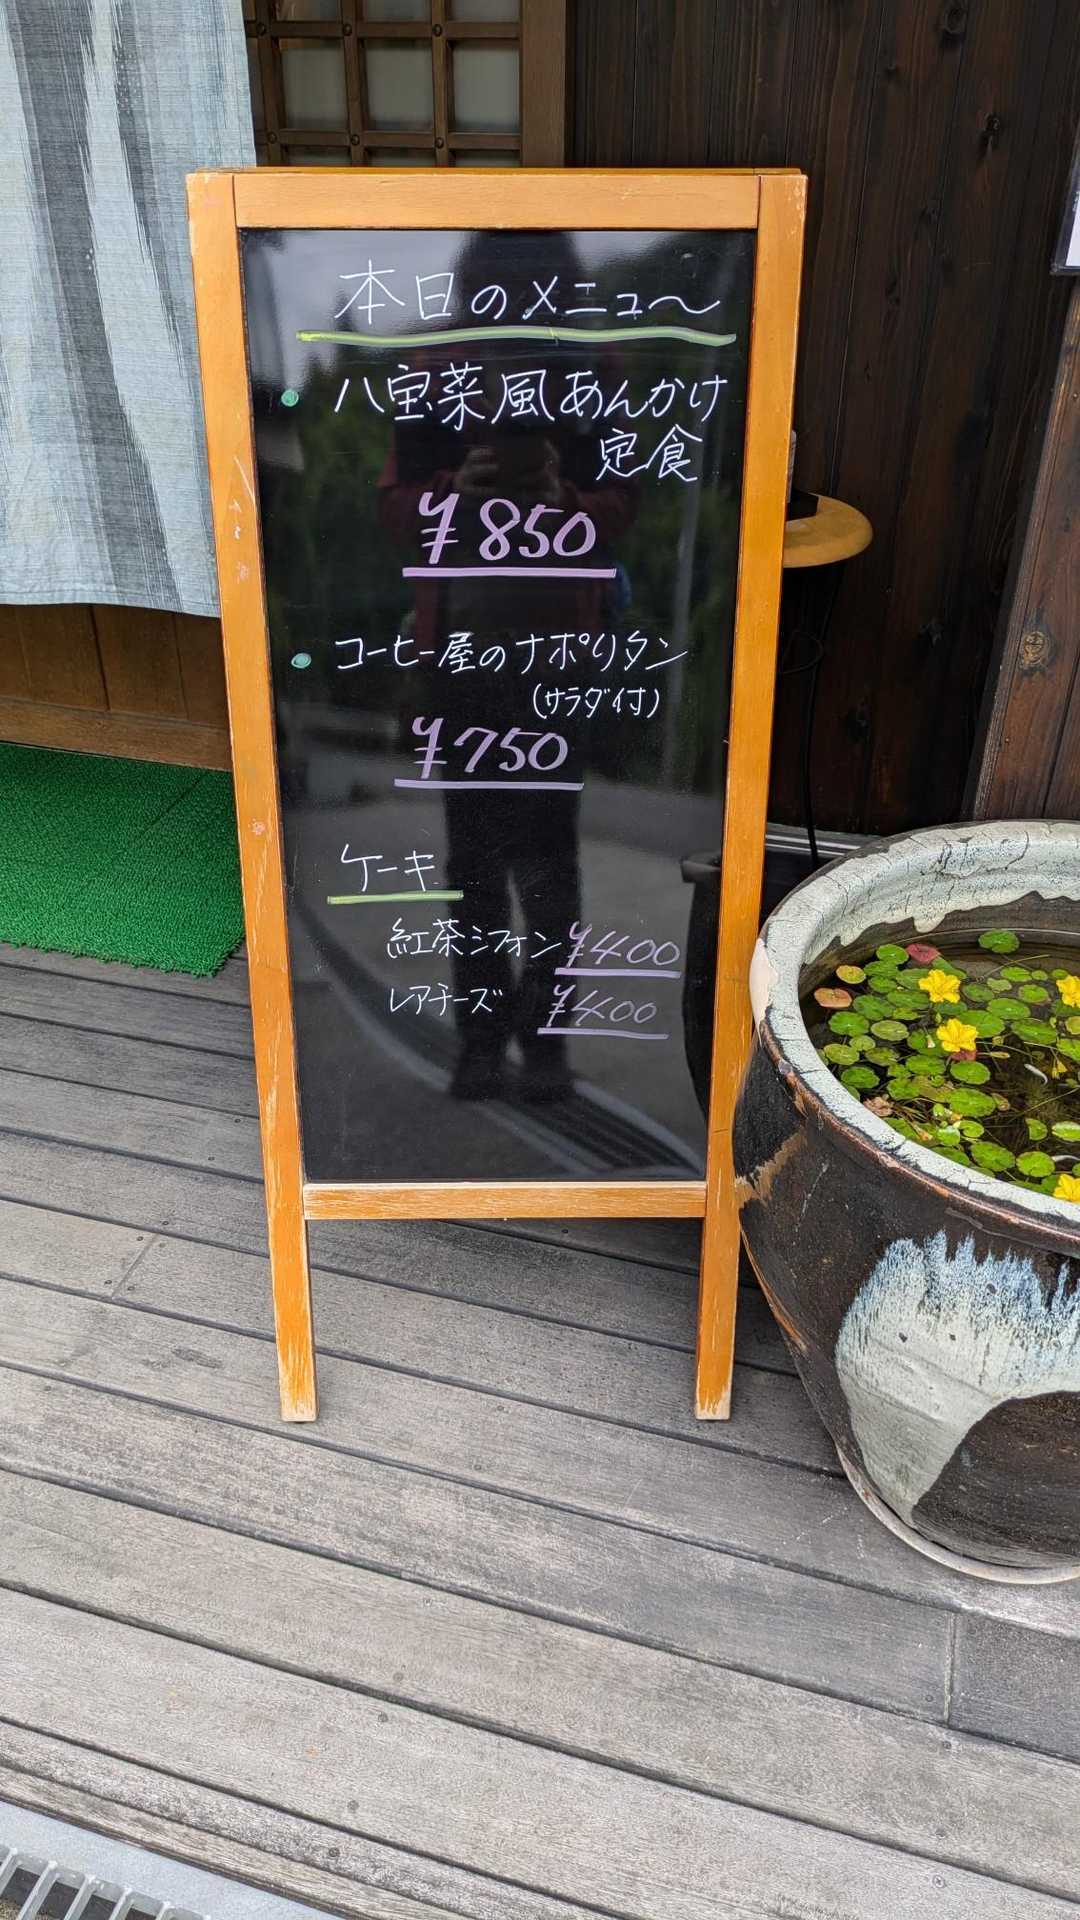 本日のメニュ〜
八宝菜風あんかけ
定食
¥850
コーヒー屋のナポリタン
(サラダ付)
¥750
ケーキ
紅茶シフォン ¥400
レアチーズ ¥400